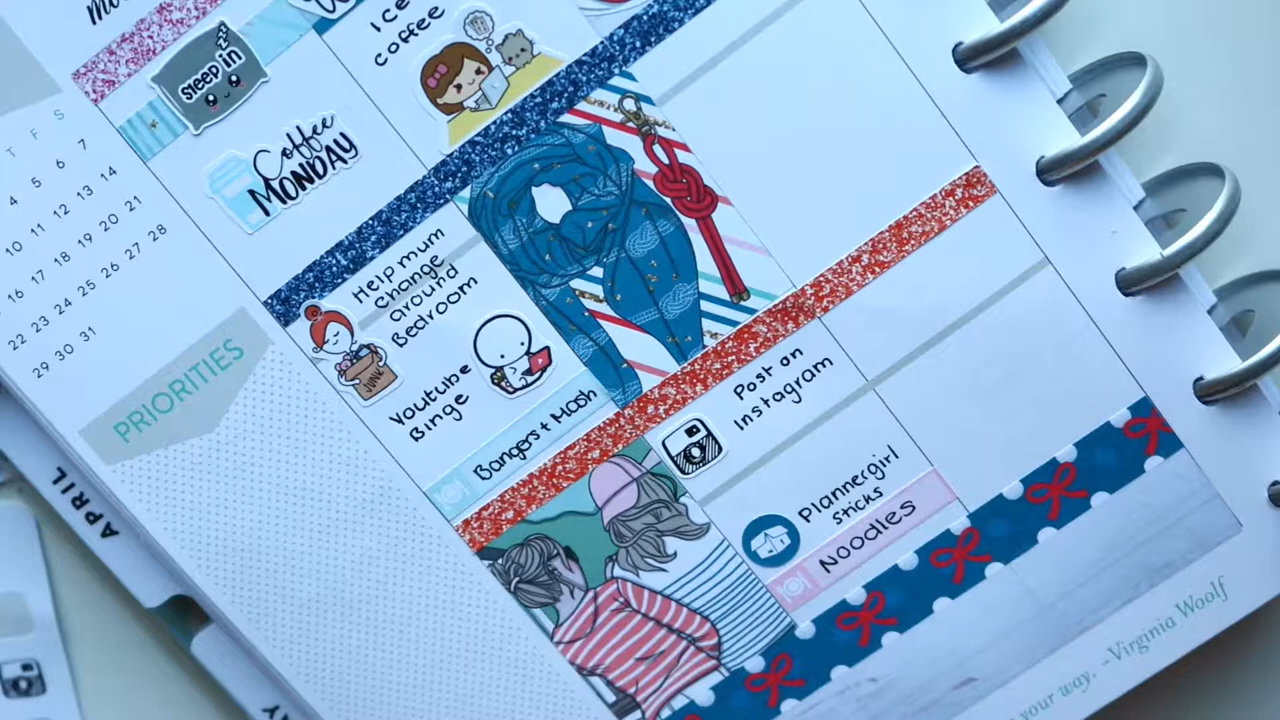 Ice
coffee
sleep in
zzz
Coffee
MONDAY
T F S
4 5 6 7
10 11 12 13 14
16 17 18 19 20 21
22 23 24 25 26 27 28
29 30 31
PRIORITIES
APRIL
Help mum
Change
around
Bedroom
JUNK
Youtube
Binge
Bangers + Mash
Post on
Instagram
Plannergirl
sticks
Noodles
your way. ~Virginia Woolf